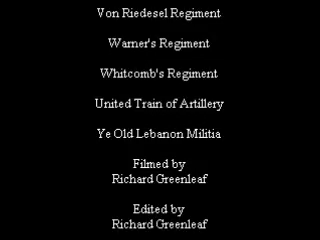 Von Riedesel Regiment
Warner's Regiment
Whitcomb's Regiment
United Train of Artillery
Ye Old Lebanon Militia
Filmed by
Richard Greenleaf
Edited by
Richard Greenleaf